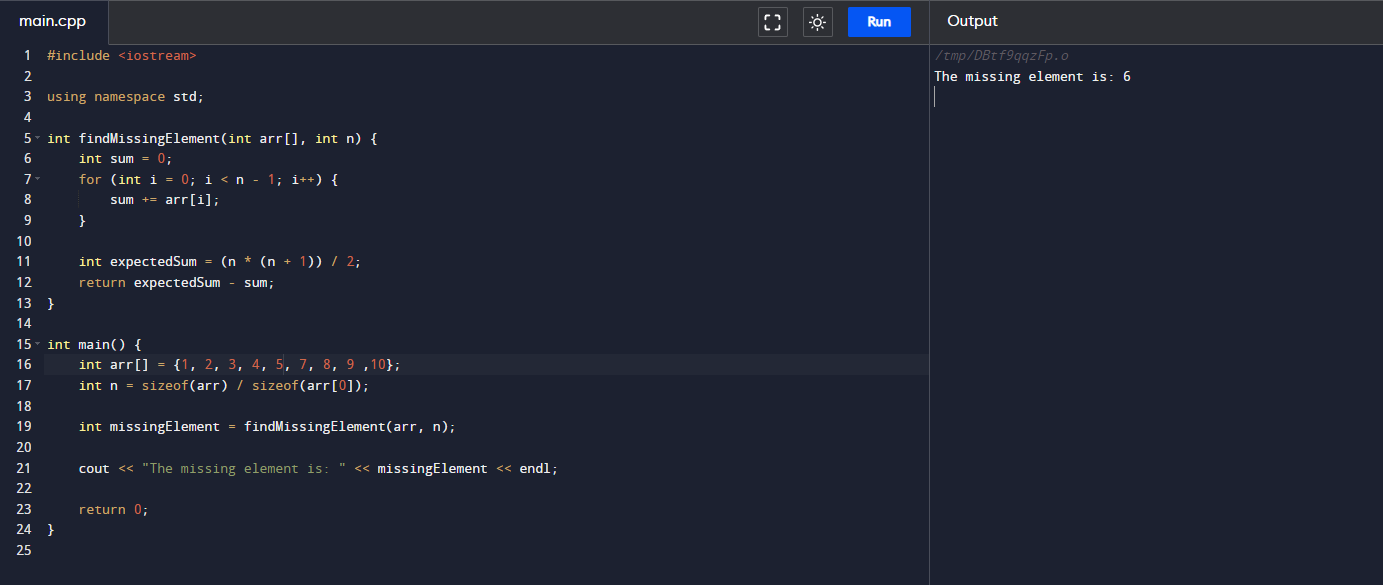 main.cpp
Run
Output
1 #include <iostream>
2
3 using namespace std;
4
5 int findMissingElement(int arr[], int n) {
6     int sum = 0;
7     for (int i = 0; i < n - 1; i++) {
8         sum += arr[i];
9     }
10
11     int expectedSum = (n * (n + 1)) / 2;
12     return expectedSum - sum;
13 }
14
15 int main() {
16     int arr[] = {1, 2, 3, 4, 5, 7, 8, 9 ,10};
17     int n = sizeof(arr) / sizeof(arr[0]);
18
19     int missingElement = findMissingElement(arr, n);
20
21     cout << "The missing element is: " << missingElement << endl;
22
23     return 0;
24 }
25
/tmp/DBtf9qqzFp.o
The missing element is: 6